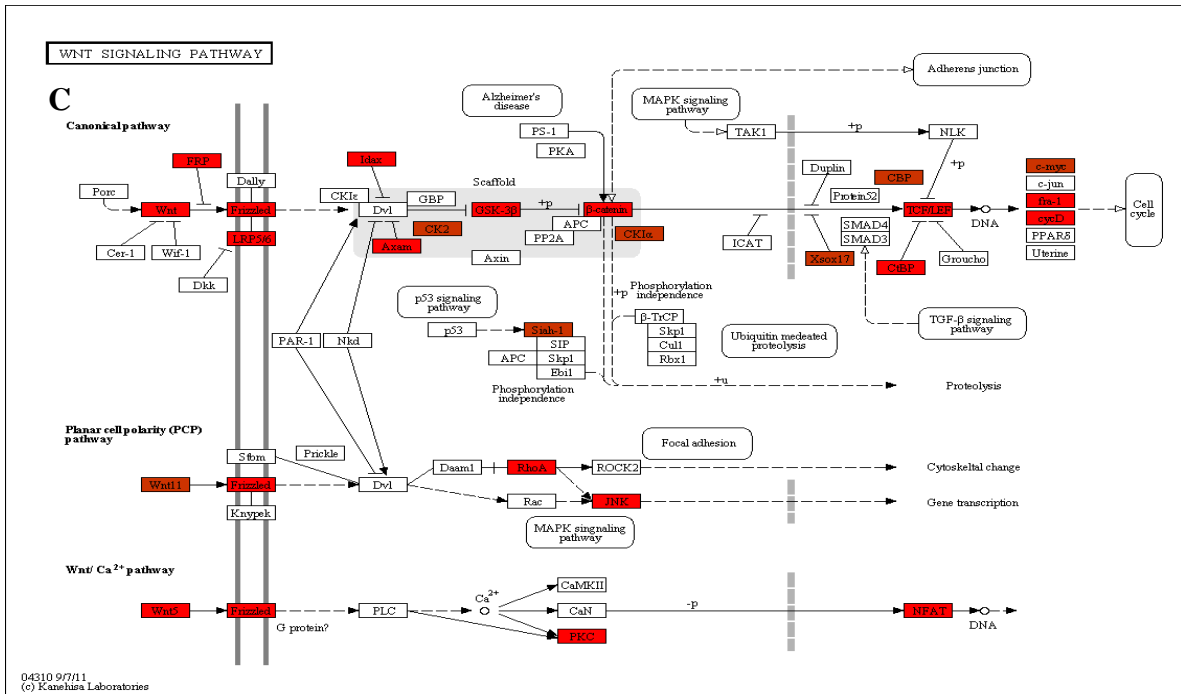 WNT SIGNALING PATHWAY
C
Canonical pathway
Alzheimer's
disease
PS-1
PKA
MAPK signaling
pathway
TAK1
+p
NLK
+p
Adherens junction
Porc
FRP
Wnt
Cer-1
Wif-1
Dally
Frizzled
LRP5/6
Dkk
Idax
Scaffold
CKIε
Dvl
GBP
CK2
Axam
GSK-3β
+p
β-catenin
APC
PP2A
Axin
CKIα
ICAT
Duplin
Protein52
CBP
Xsox17
SMAD4
SMAD3
TCF/LEF
CtBP
Groucho
DNA
c-myc
c-jun
fra-1
cycD
PPARδ
Uterine
Cell
cycle
p53 signaling
pathway
p53
Siah-1
SIP
APC
Skp1
Ebi1
Phosphorylation
independence
+p
Phosphorylation
independence
β-TrCP
Skp1
Cul1
Rbx1
Ubiquitin medeated
proteolysis
TGF-β signaling
pathway
+u
Proteolysis
PAR-1
Nkd
Planar cell polarity (PCP)
pathway
Stbm
Prickle
Wnt11
Frizzled
Knypek
Dvl
Daam1
RhoA
ROCK2
Focal adhesion
Cytoskeltal change
Rac
JNK
Gene transcription
MAPK singnaling
pathway
Wnt/ Ca2+ pathway
Wnt5
Frizzled
G protein?
PLC
Ca2+
CaMKII
CaN
PKC
-p
NFAT
DNA
04310 9/7/11
(c) Kanehisa Laboratories